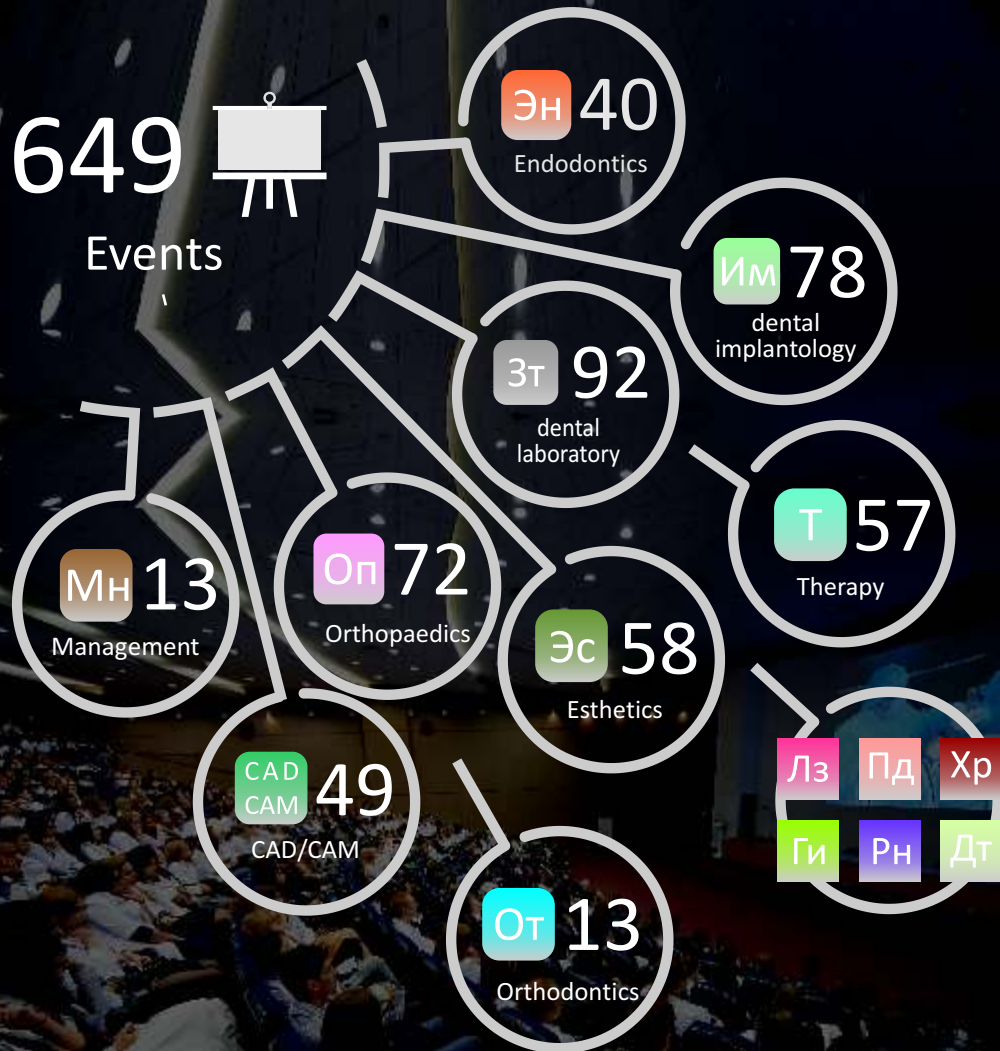 649
Events
Эн 40
Endodontics
Им 78
dental
implantology
Зт 92
dental
laboratory
Т 57
Therapy
Мн 13
Management
Оп 72
Orthopaedics
Эс 58
Esthetics
CAD
CAM 49
CAD/CAM
От 13
Orthodontics
Лз Пд Хр
Ги Рн Дт